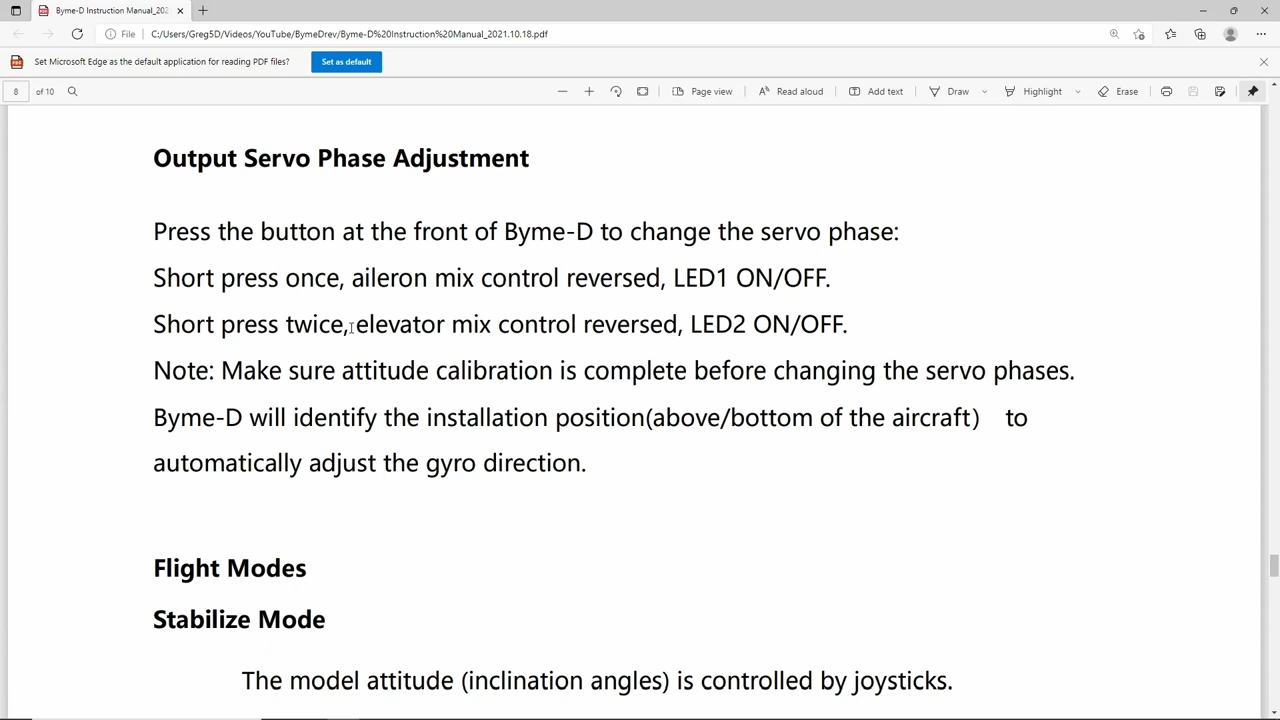 Byme-D Instruction Manual_202
File
C:/Users/Greg5D/Videos/YouTube/BymeDrev/Byme-D%20Instruction%20Manual_2021.10.18.pdf
Set Microsoft Edge as the default application for reading PDF files?
Set as default
8 of 10
Page view
Read aloud
Add text
Draw
Highlight
Erase
Output Servo Phase Adjustment
Press the button at the front of Byme-D to change the servo phase:
Short press once, aileron mix control reversed, LED1 ON/OFF.
Short press twice, elevator mix control reversed, LED2 ON/OFF.
Note: Make sure attitude calibration is complete before changing the servo phases.
Byme-D will identify the installation position(above/bottom of the aircraft) to
automatically adjust the gyro direction.
Flight Modes
Stabilize Mode
The model attitude (inclination angles) is controlled by joysticks.